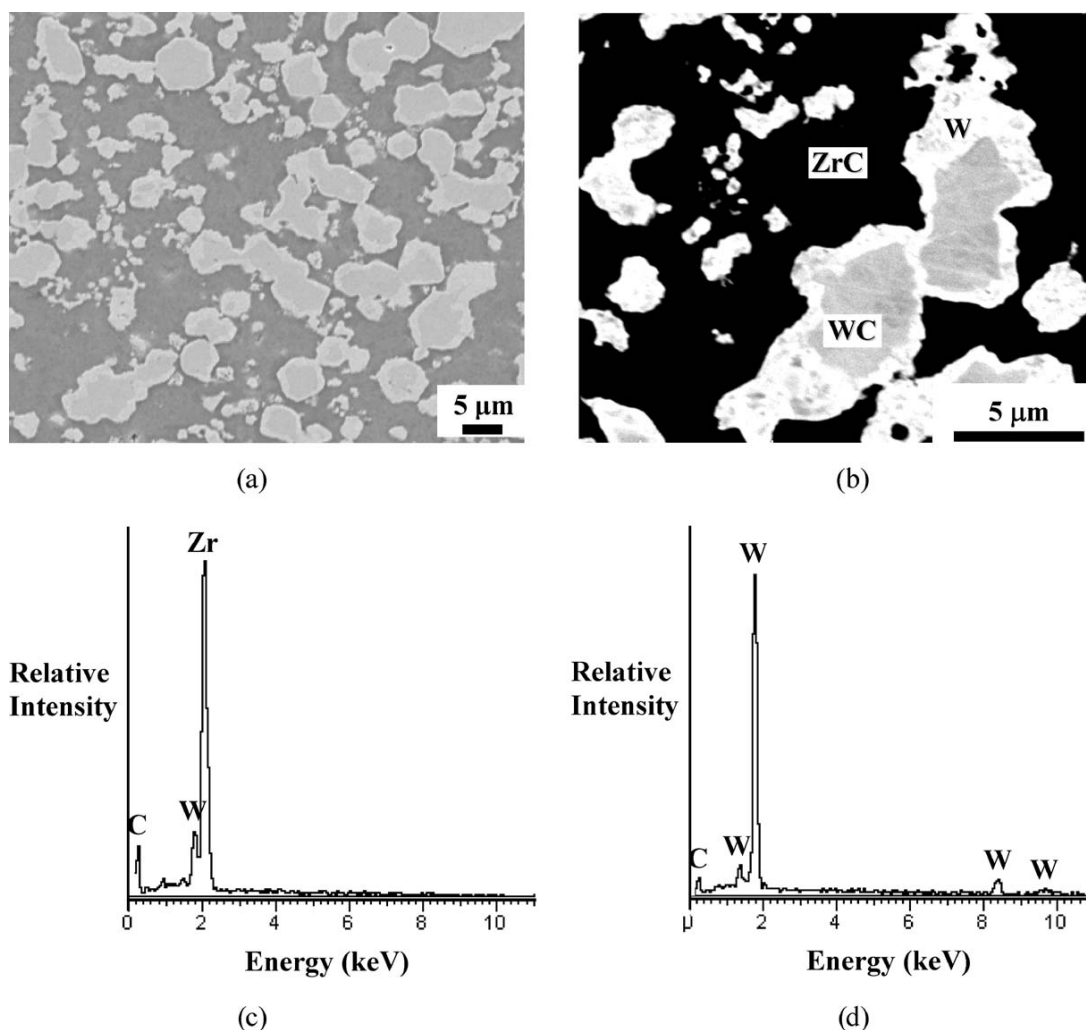 5 μm
(a)
W
ZrC
WC
5 μm
(b)
Zr
Relative
Intensity
C
W
0
2
4
6
8
10
Energy (keV)
(c)
W
Relative
Intensity
C
W
W
W
μ
2
4
6
8
10
Energy (keV)
(d)